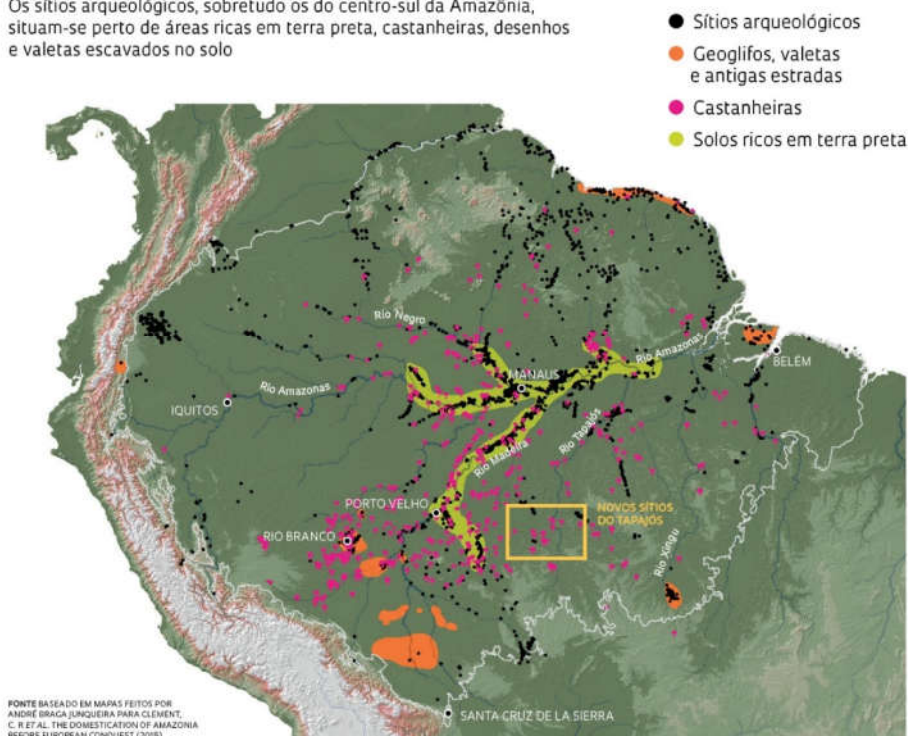 Os sítios arqueológicos, sobretudo os do centro-sul da Amazônia,
situam-se perto de áreas ricas em terra preta, castanheiras, desenhos
e valetas escavados no solo
Sítios arqueológicos
Geoglifos, valetas
e antigas estradas
Castanheiras
Solos ricos em terra preta
Rio Negro
Rio Amazonas
BELÉM
MANAUS
Rio Amazonas
IQUITOS
Rio Tapajós
Rio Madeira
PORTO VELHO
NOVOS SÍTIOS
DO TAPAJÓS
RIO BRANCO
Rio Xingu
SANTA CRUZ DE LA SIERRA
FONTE BASEADO EM MAPAS FEITOS POR
ANDRÉ BRAGA JUNQUEIRA PARA CLEMENT,
C. R ET AL. THE DOMESTICATION OF AMAZONIA
BEFORE EUROPEAN CONQUEST (2015)